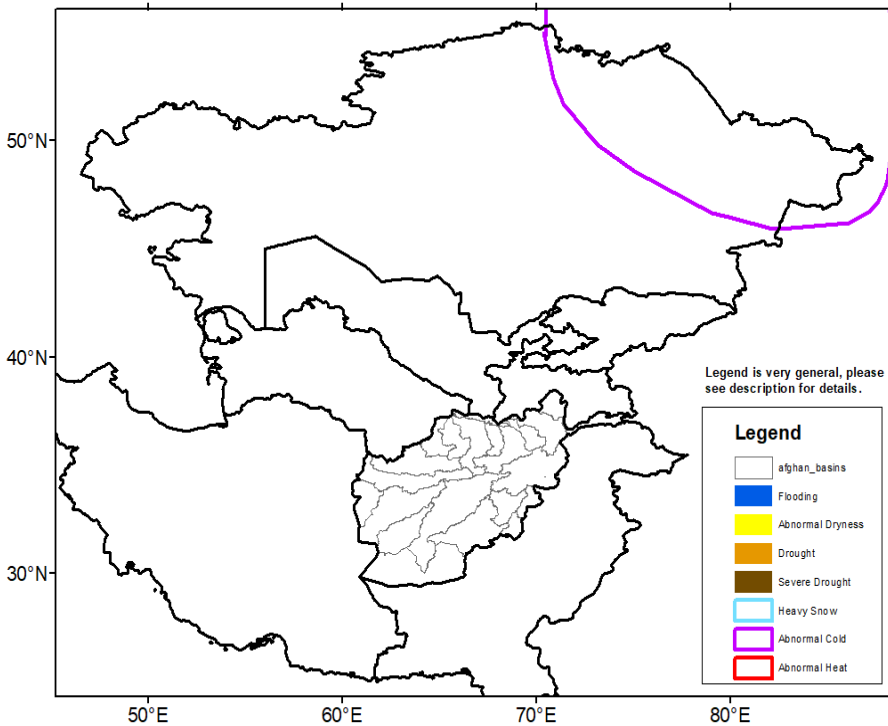 50°N
40°N
30°N
Legend is very general, please
see description for details.
Legend
afghan_basins
Flooding
Abnormal Dryness
Drought
Severe Drought
Heavy Snow
Abnormal Cold
Abnormal Heat
50°E 60°E 70°E 80°E